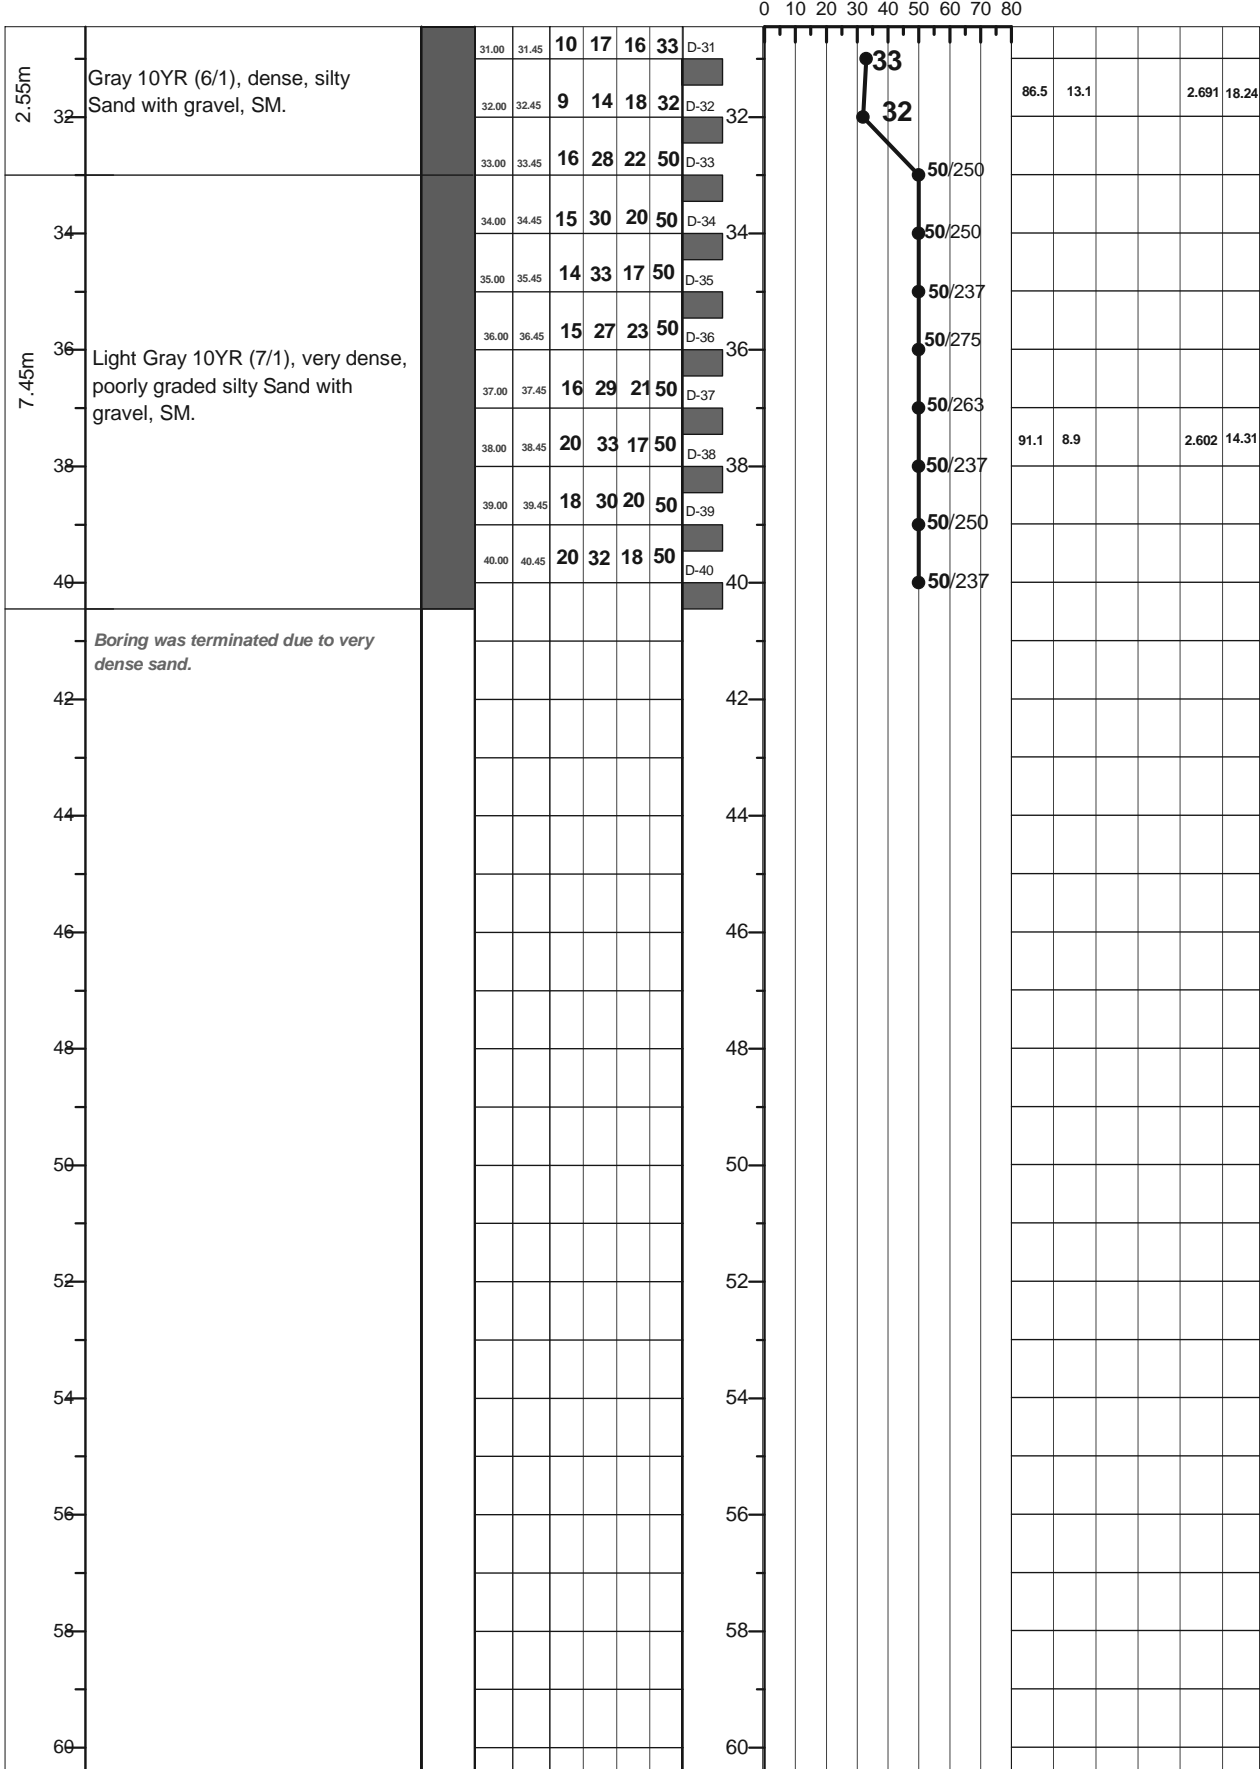 0 10 20 30 40 50 60 70 80
2.55m
Gray 10YR (6/1), dense, silty
Sand with gravel, SM.
31.00 31.45 10 17 16 33 D-31
33
32
32.00 32.45 9 14 18 32 D-32
32
32
86.5 13.1 2.691 18.24
33.00 33.45 16 28 22 50 D-33
50/250
34
34.00 34.45 15 30 20 50 D-34
34
50/250
35.00 35.45 14 33 17 50 D-35
50/237
7.45m
36
Light Gray 10YR (7/1), very dense,
poorly graded silty Sand with
gravel, SM.
36.00 36.45 15 27 23 50 D-36
36
50/275
37.00 37.45 16 29 21 50 D-37
50/263
38
38.00 38.45 20 33 17 50 D-38
38
50/237
91.1 8.9 2.602 14.31
39.00 39.45 18 30 20 50 D-39
50/250
40
40.00 40.45 20 32 18 50 D-40
40
50/237
Boring was terminated due to very
dense sand.
42 42
44 44
46 46
48 48
50 50
52 52
54 54
56 56
58 58
60 60